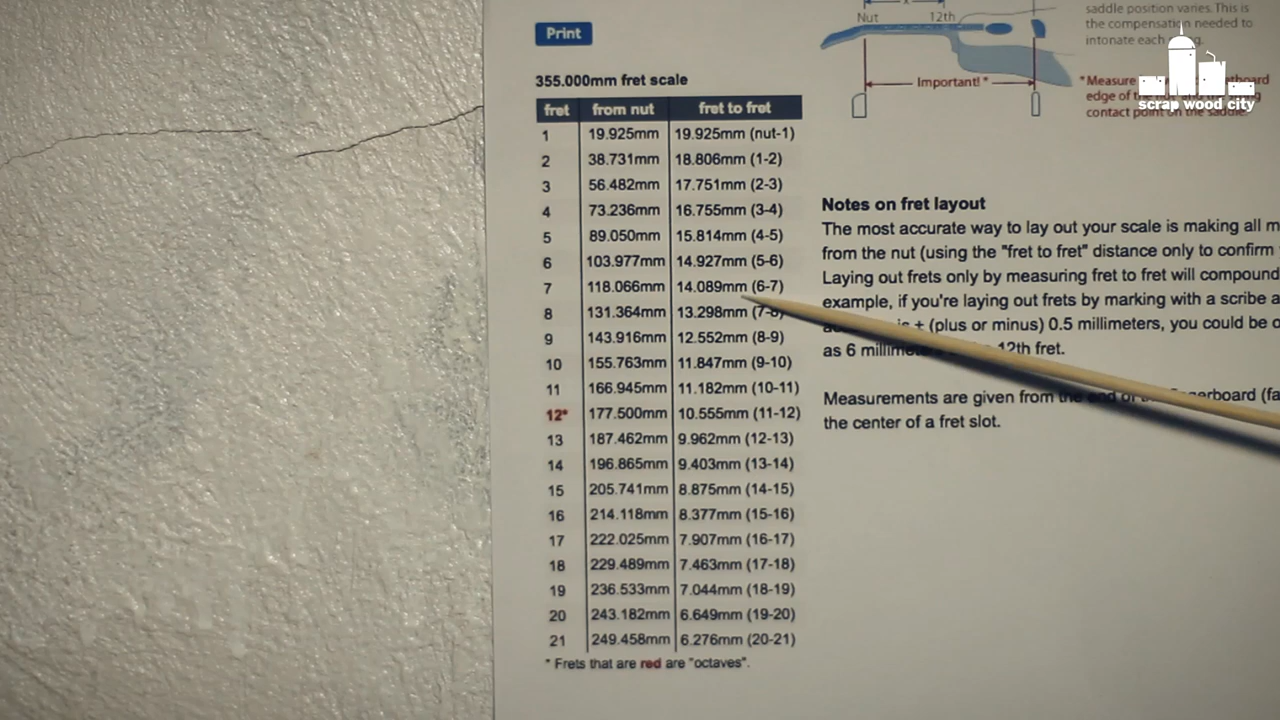 saddle position varies. This is
the compensation needed to
intonate each
Nut 12th
Important! *
*Measure
edge of
contact point on the saddle.
scrap wood city
Print
355.000mm fret scale
fret from nut fret to fret
1 19.925mm 19.925mm (nut-1)
2 38.731mm 18.806mm (1-2)
3 56.482mm 17.751mm (2-3)
4 73.236mm 16.755mm (3-4)
5 89.050mm 15.814mm (4-5)
6 103.977mm 14.927mm (5-6)
7 118.066mm 14.089mm (6-7)
8 131.364mm 13.298mm (7-8)
9 143.916mm 12.552mm (8-9)
10 155.763mm 11.847mm (9-10)
11 166.945mm 11.182mm (10-11)
12* 177.500mm 10.555mm (11-12)
13 187.462mm 9.962mm (12-13)
14 196.865mm 9.403mm (13-14)
15 205.741mm 8.875mm (14-15)
16 214.118mm 8.377mm (15-16)
17 222.025mm 7.907mm (16-17)
18 229.489mm 7.463mm (17-18)
19 236.533mm 7.044mm (18-19)
20 243.182mm 6.649mm (19-20)
21 249.458mm 6.276mm (20-21)
* Frets that are red are "octaves".
Notes on fret layout
The most accurate way to lay out your scale is making all m
from the nut (using the "fret to fret" distance only to confirm
Laying out frets only by measuring fret to fret will compound
example, if you're laying out frets by marking with a scribe a
is + (plus or minus) 0.5 millimeters, you could be o
as 6 12th fret.
Measurements are given from the end of (fa
the center of a fret slot.